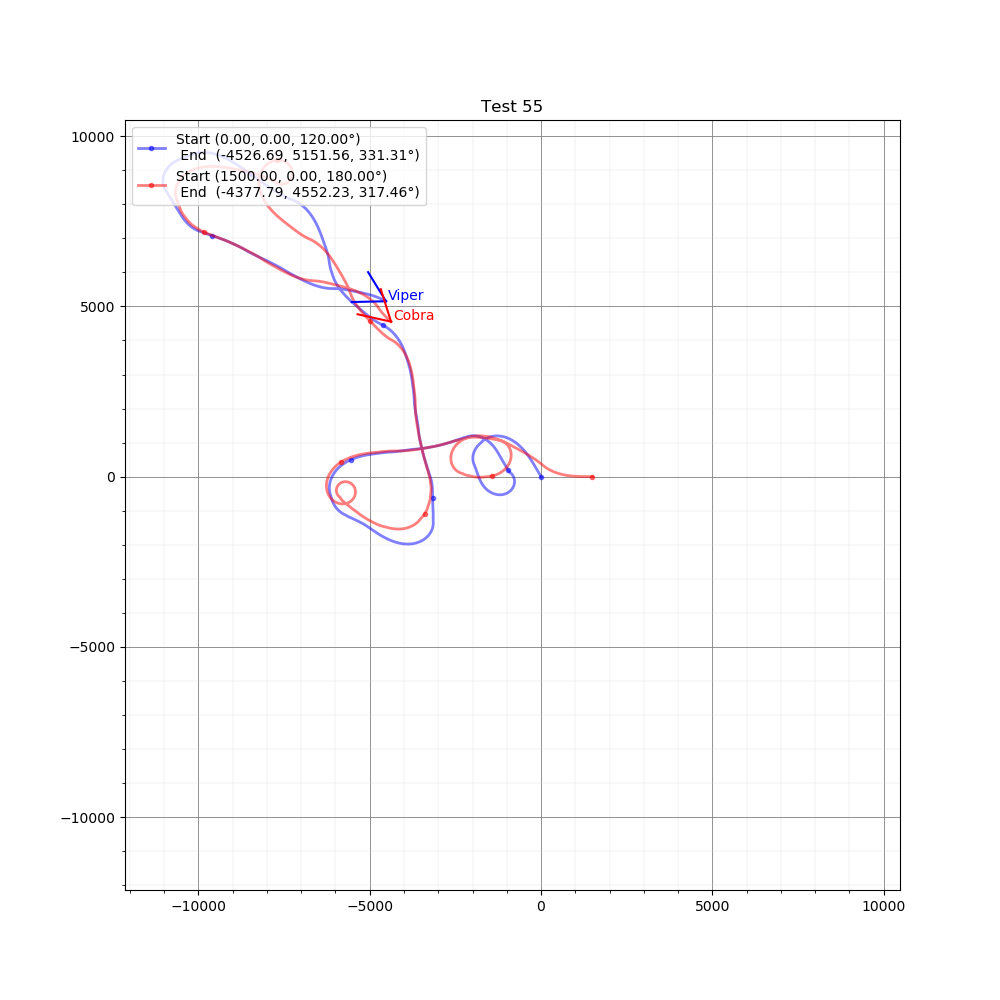 Test 55
10000
Start (0.00, 0.00, 120.00°)
End (-4526.69, 5151.56, 331.31°)
Start (1500.00, 0.00, 180.00°)
End (-4377.79, 4552.23, 317.46°)
Viper
5000
Cobra
0
−5000
−10000
−10000
−5000
0
5000
10000